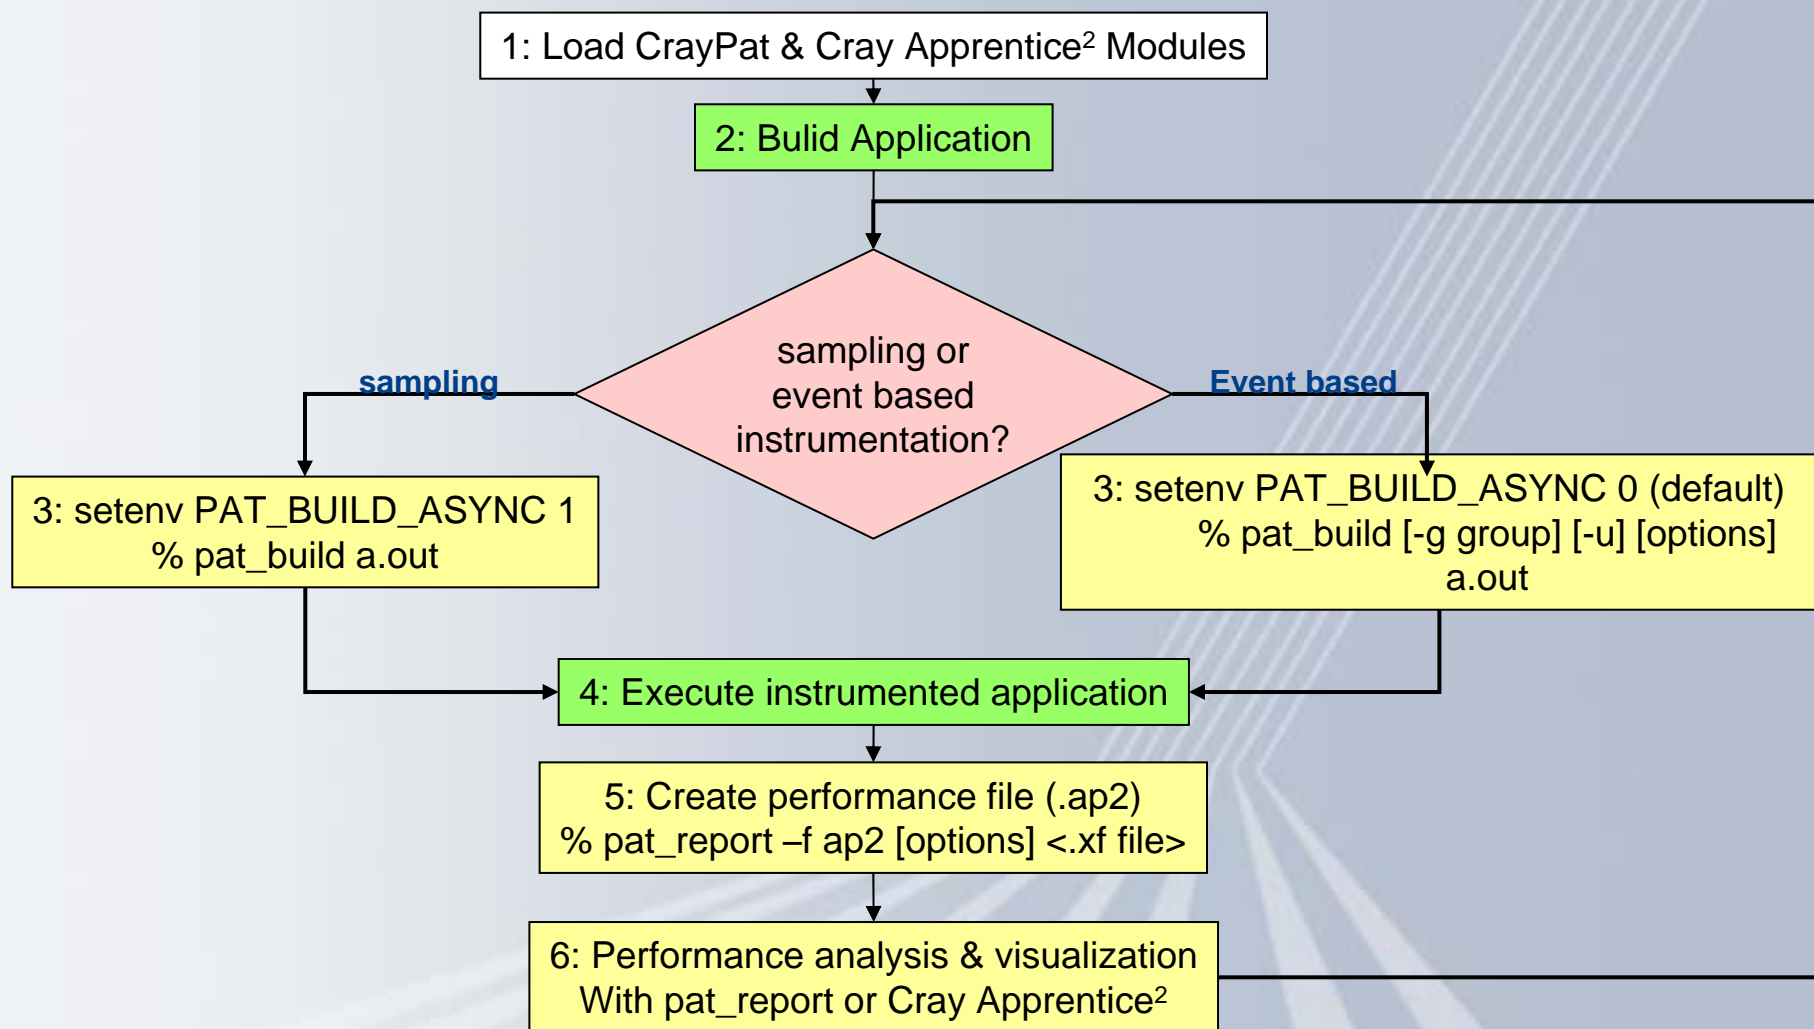 1: Load CrayPat & Cray Apprentice² Modules
2: Bulid Application
sampling or
event based
instrumentation?
sampling
Event based
3: setenv PAT_BUILD_ASYNC 1
% pat_build a.out
3: setenv PAT_BUILD_ASYNC 0 (default)
% pat_build [-g group] [-u] [options]
a.out
4: Execute instrumented application
5: Create performance file (.ap2)
% pat_report –f ap2 [options] <.xf file>
6: Performance analysis & visualization
With pat_report or Cray Apprentice²